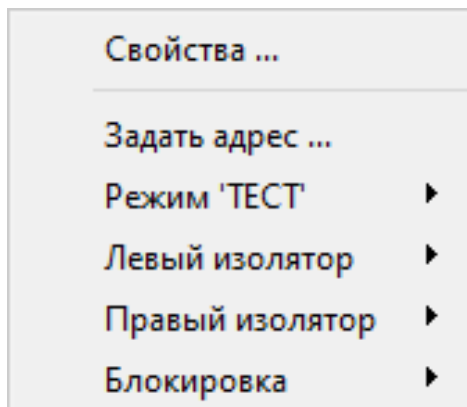 Свойства ...
Задать адрес ...
Режим 'ТЕСТ'
Левый изолятор
Правый изолятор
Блокировка